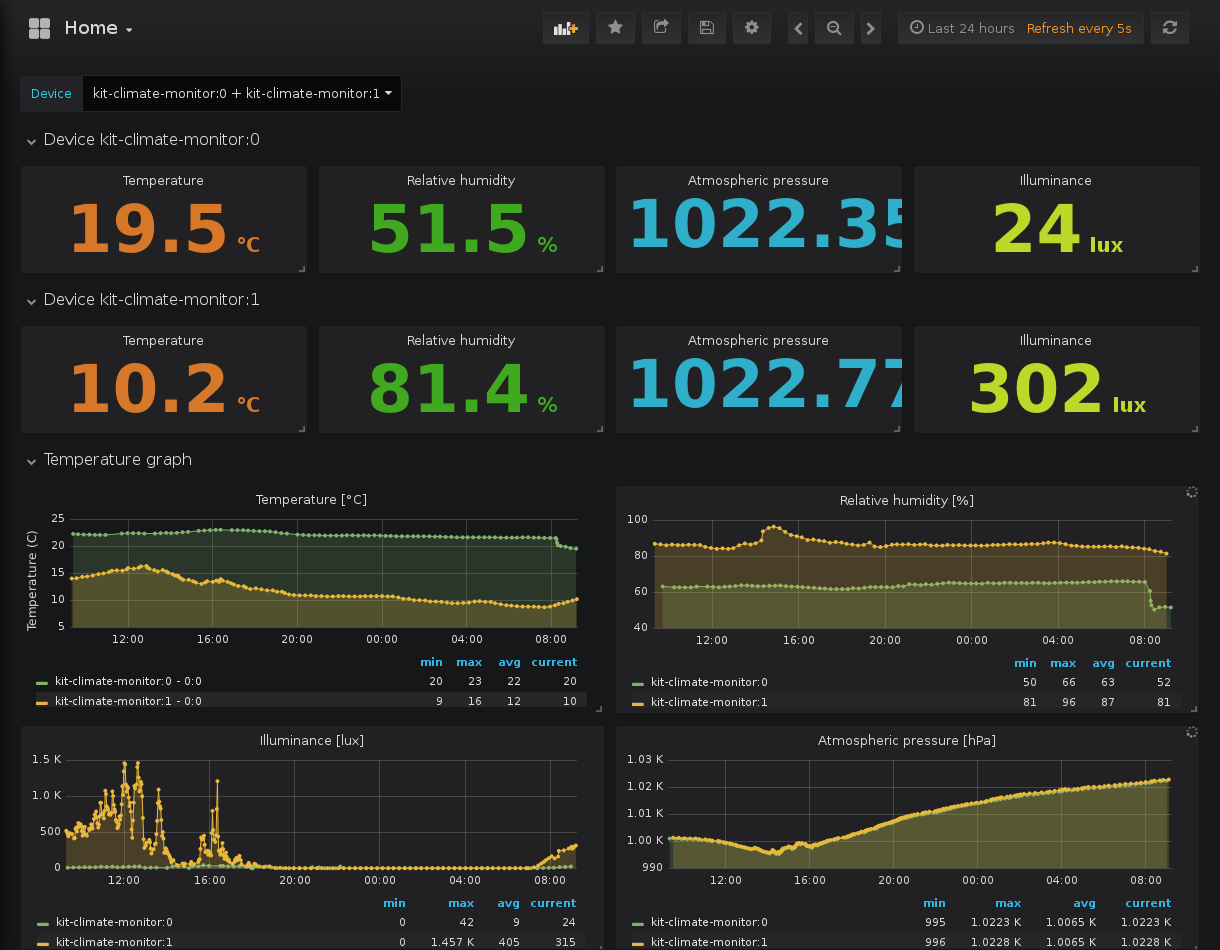 Home
Last 24 hours Refresh every 5s
Device kit-climate-monitor:0 + kit-climate-monitor:1
Device kit-climate-monitor:0
Temperature Relative humidity Atmospheric pressure Illuminance
19.5 °C 51.5 % 1022.35 24 lux
Device kit-climate-monitor:1
Temperature Relative humidity Atmospheric pressure Illuminance
10.2 °C 81.4 % 1022.77 302 lux
Temperature graph
Temperature [°C]
Temperature (C)
25
20
15
10
5
12:00 16:00 20:00 00:00 04:00 08:00
min max avg current
kit-climate-monitor:0 - 0:0 20 23 22 20
kit-climate-monitor:1 - 0:0 9 16 12 10
Relative humidity [%]
100
80
60
40
12:00 16:00 20:00 00:00 04:00 08:00
min max avg current
kit-climate-monitor:0 50 66 63 52
kit-climate-monitor:1 81 96 87 81
Illuminance [lux]
1.5 K
1.0 K
500
0
12:00 16:00 20:00 00:00 04:00 08:00
min max avg current
kit-climate-monitor:0 0 42 9 24
kit-climate-monitor:1 0 1.457 K 405 315
Atmospheric pressure [hPa]
1.03 K
1.02 K
1.01 K
1.01 K
1.00 K
990
12:00 16:00 20:00 00:00 04:00 08:00
min max avg current
kit-climate-monitor:0 995 1.0223 K 1.0065 K 1.0223 K
kit-climate-monitor:1 996 1.0228 K 1.0065 K 1.0228 K